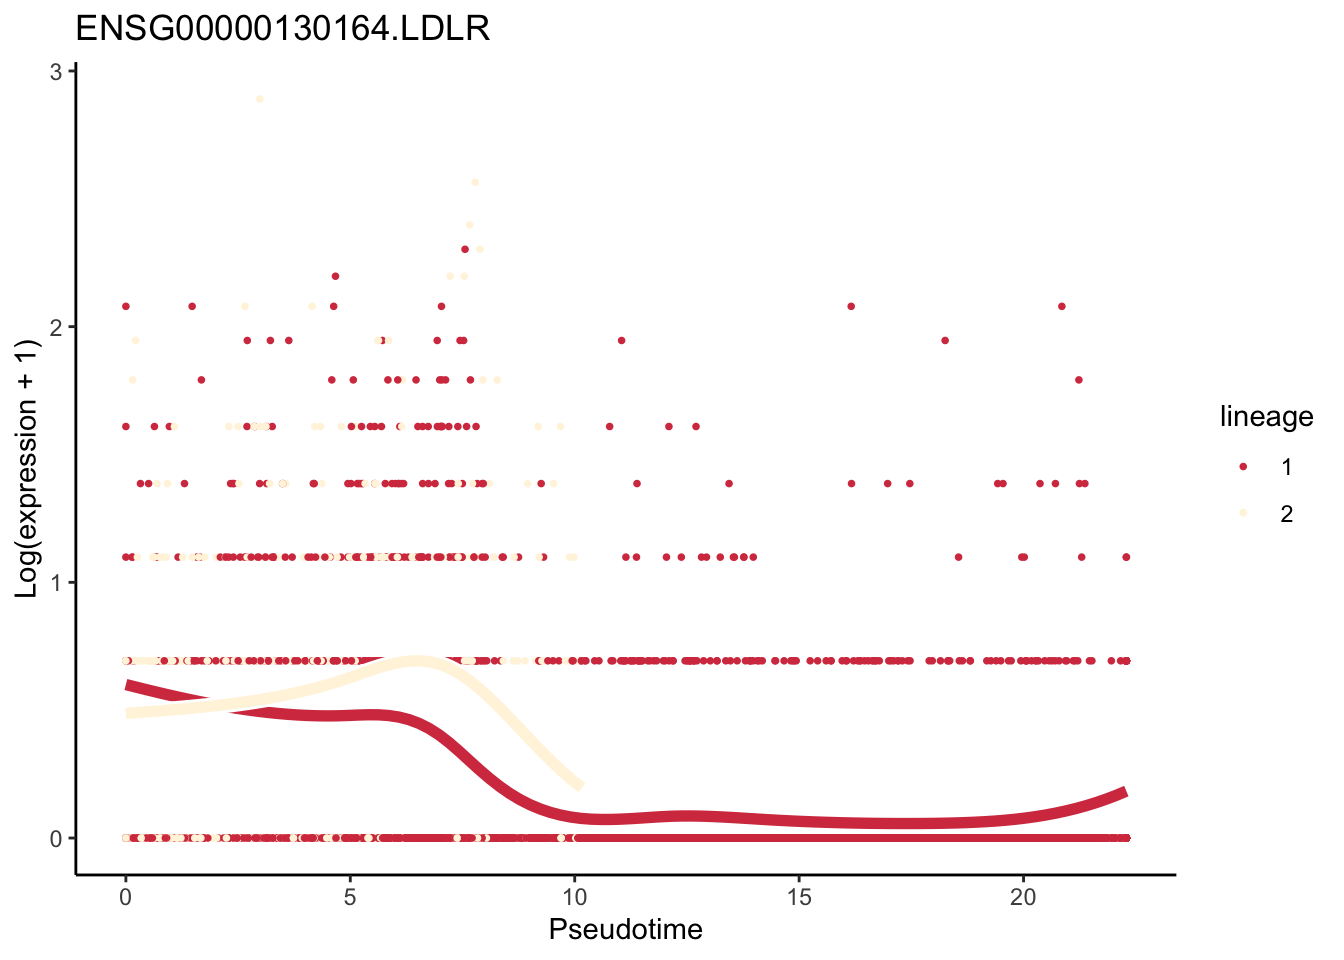 ENSG00000130164.LDLR
3
2
1
0
Log(expression + 1)
0 5 10 15 20
Pseudotime
lineage
1
2